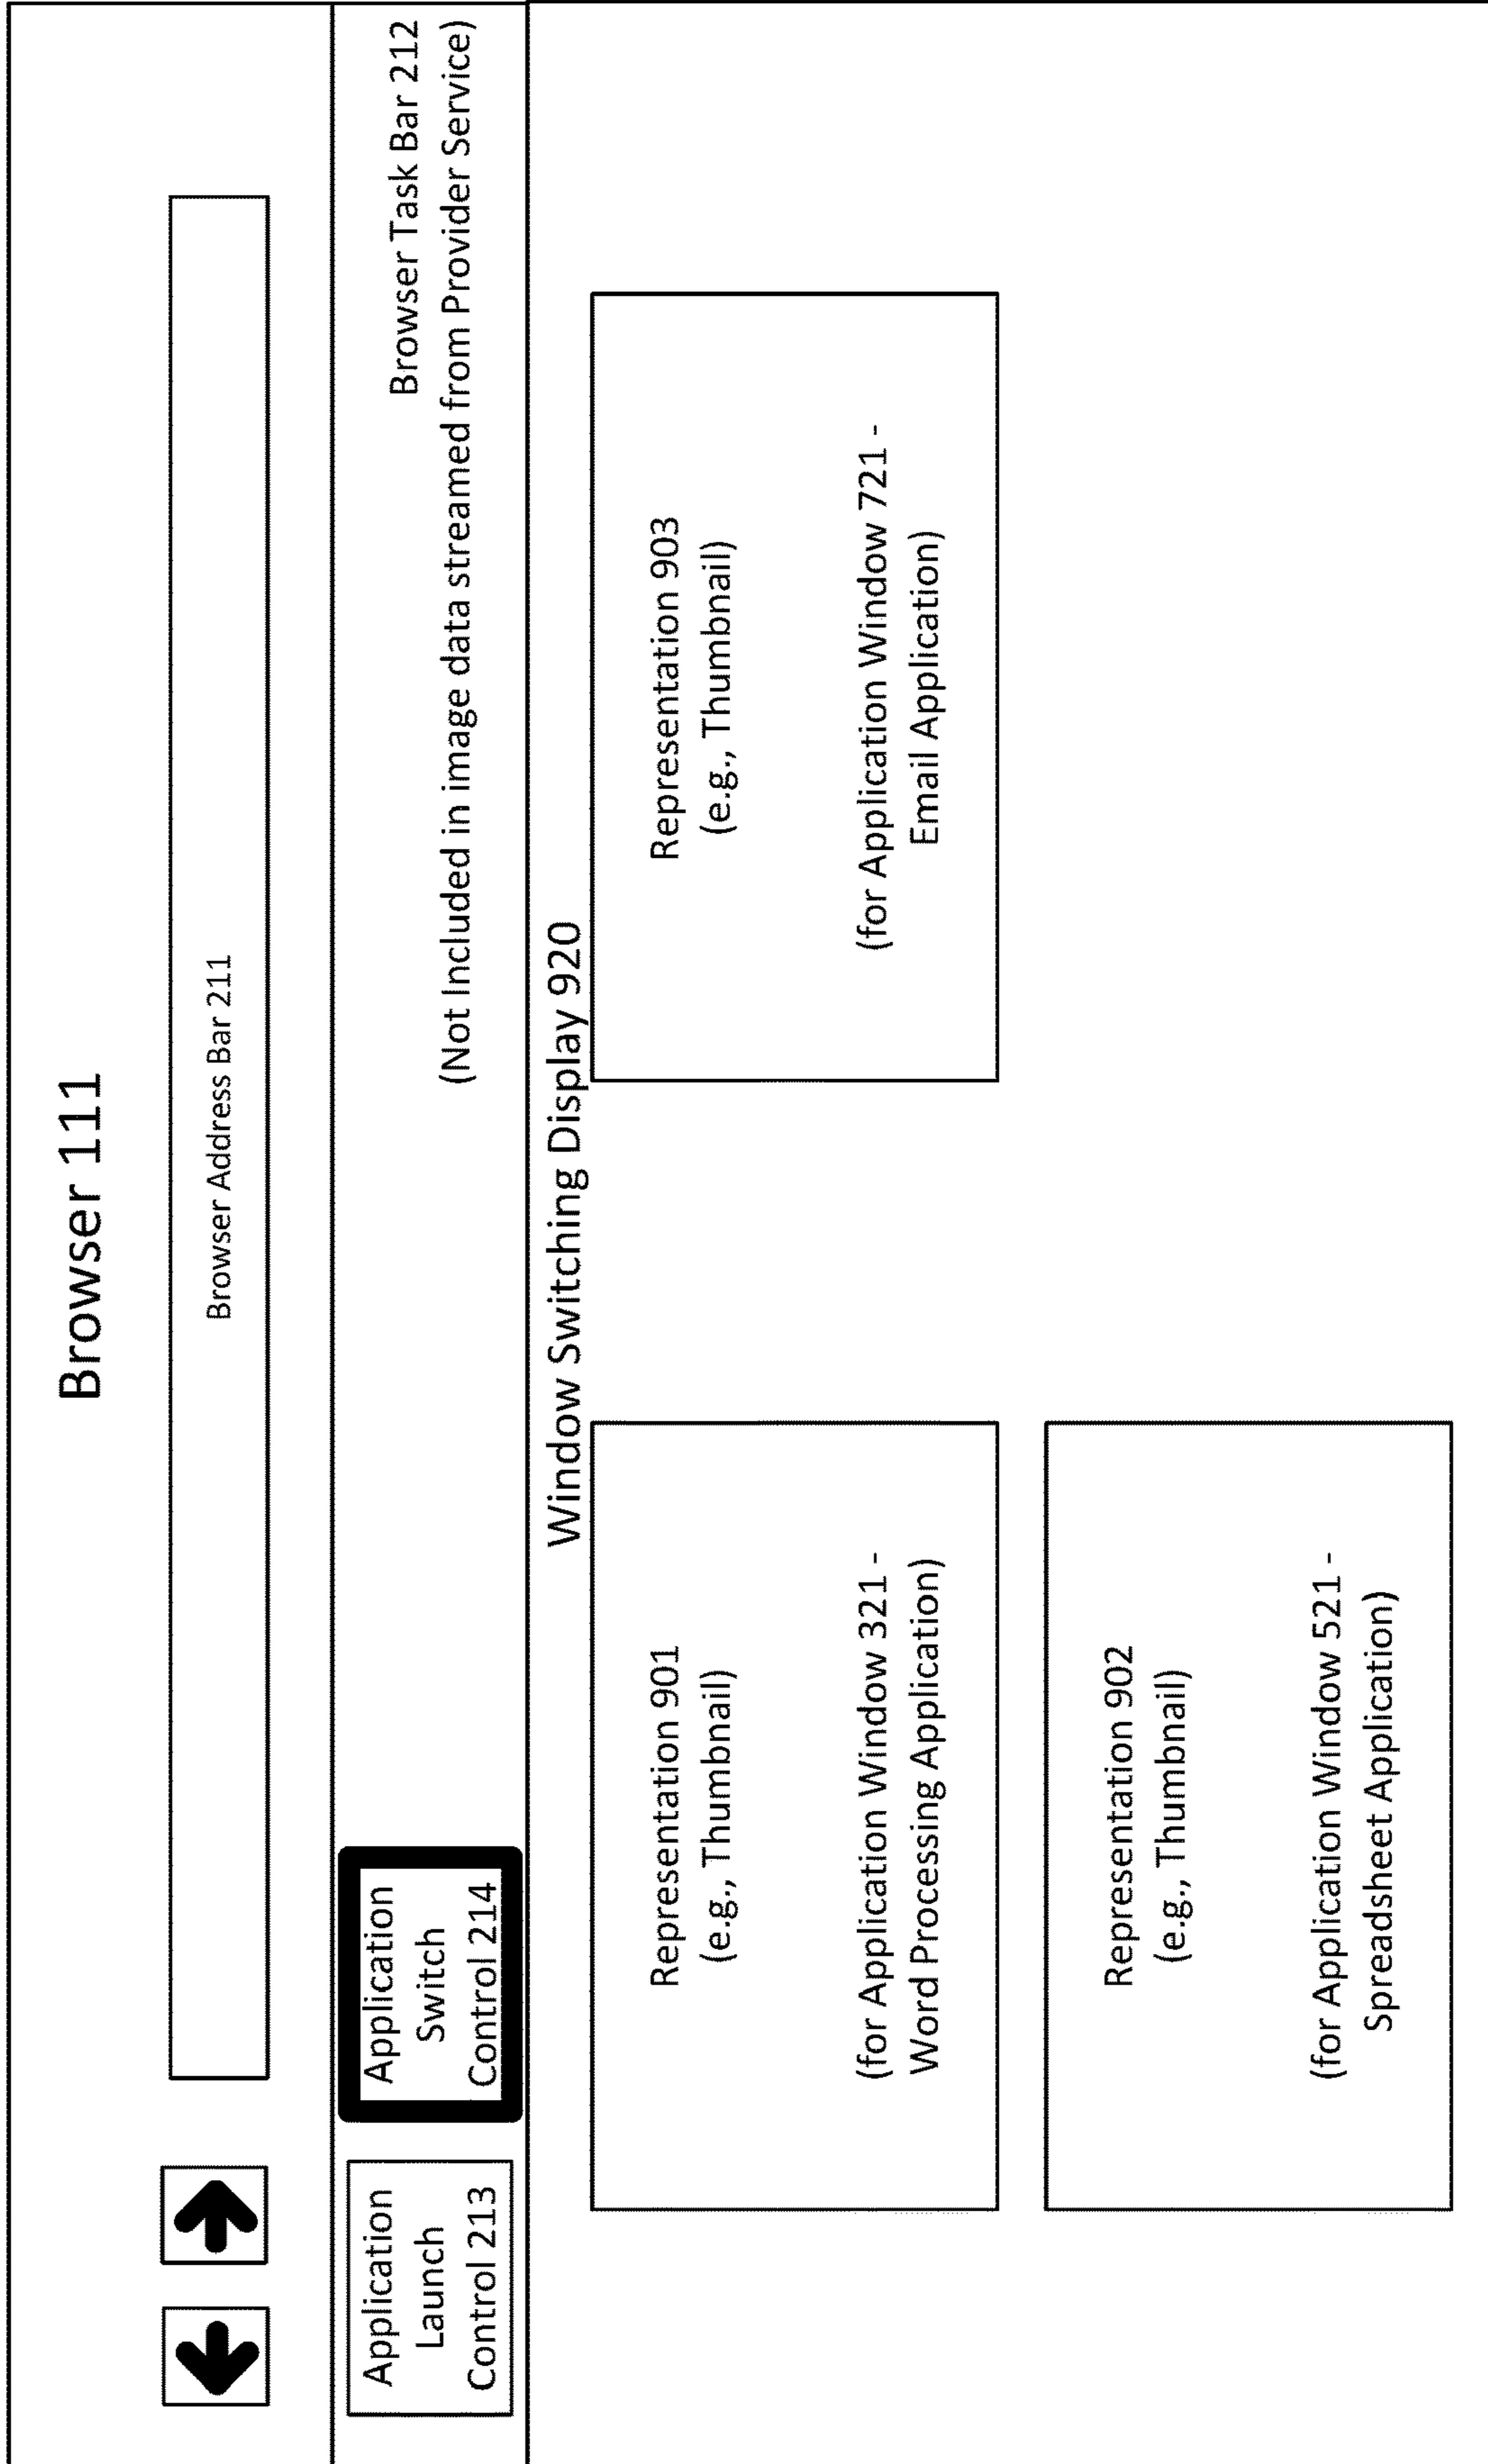 Browser 111
Browser Address Bar 211
Application
Launch
Control 213
Application
Switch
Control 214
Browser Task Bar 212
(Not Included in image data streamed from Provider Service)
Window Switching Display 920
Representation 901
(e.g., Thumbnail)
(for Application Window 321 -
Word Processing Application)
Representation 903
(e.g., Thumbnail)
(for Application Window 721 -
Email Application)
Representation 902
(e.g., Thumbnail)
(for Application Window 521 -
Spreadsheet Application)